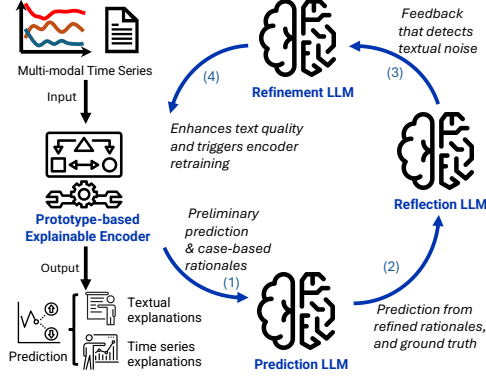 Multi-modal Time Series
Input
Prototype-based
Explainable Encoder
Output
Prediction
Textual
explanations
Time series
explanations
Preliminary
prediction
& case-based
rationales
(1)
Prediction LLM
(2)
Prediction from
refined rationales,
and ground truth
Reflection LLM
(3)
Feedback
that detects
textual noise
Refinement LLM
(4)
Enhances text quality
and triggers encoder
retraining